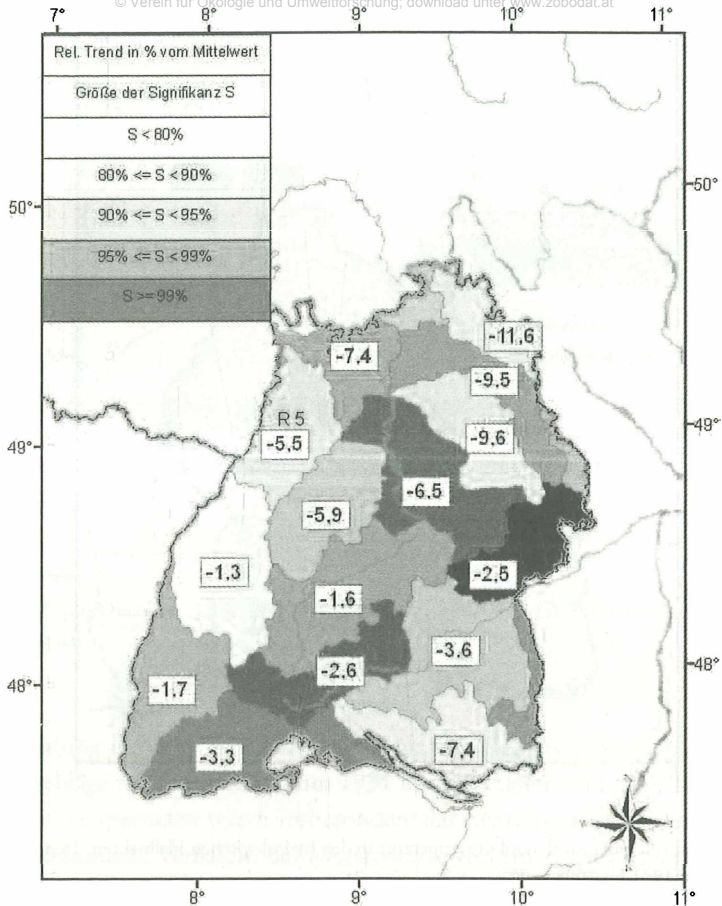 © Verein für Ökologie und Umweltforschung; download unter www.zobodat.at
7° 8° 9° 10° 11°
Rel. Trend in % vom Mittelwert
Größe der Signifikanz S
S < 80%
80% <= S < 90%
50° 90% <= S < 95% 50°
95% <= S < 99%
S >= 99%
-11,6
-7,4
-9,5
R 5
-5,5 -9,6
49° 49°
-6,5
-5,9
-1,3 -2,5
-1,6
-3,6
-2,6
48° -1,7 48°
-3,3 -7,4
8° 9° 10° 11°